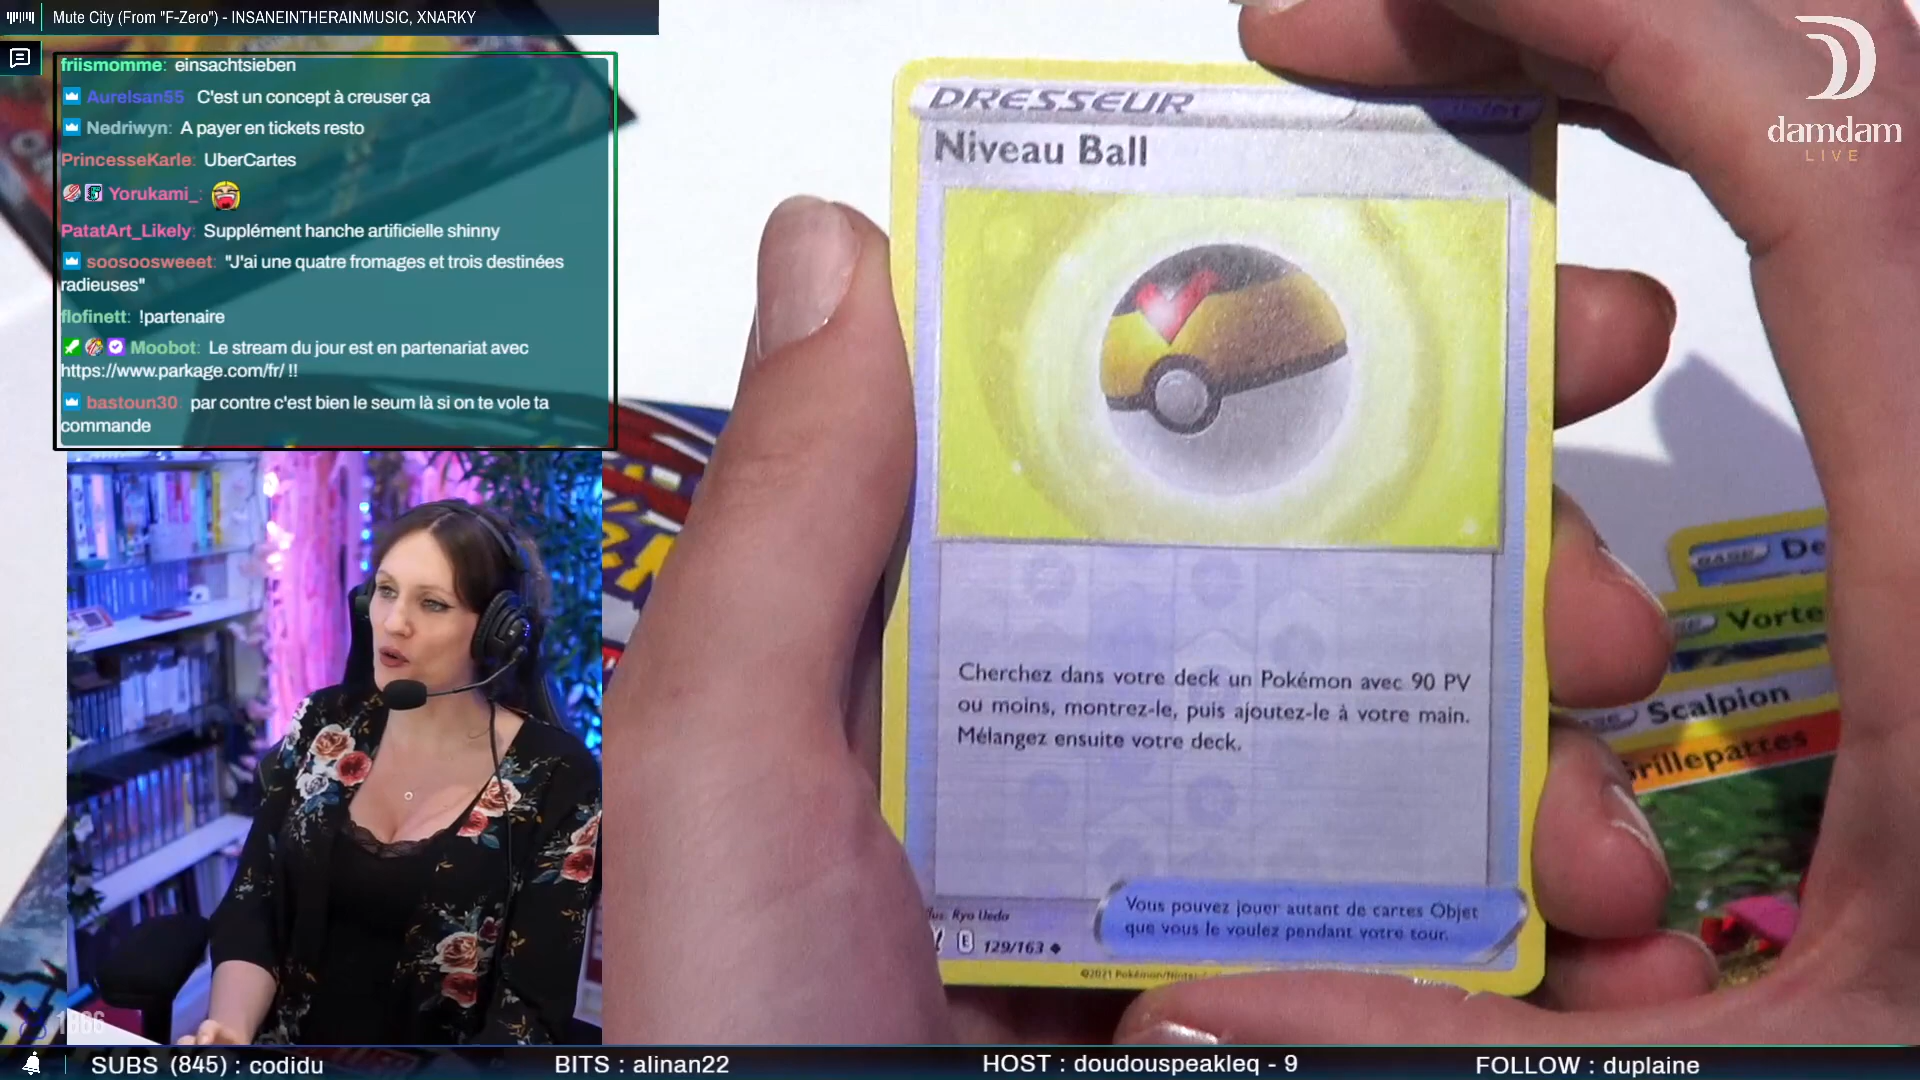 Mute City (From "F-Zero") - INSANEINTHERAINMUSIC, XNARKY
friismomme: einsachtsieben
Aurelsan55 C'est un concept à creuser ça
Nedriwyn: A payer en tickets resto
PrincesseKarle: UberCartes
Yorukami_:
PatatArt_Likely: Supplément hanche artificielle shinny
soosoosweeet: "J'ai une quatre fromages et trois destinées
radieuses"
flofinett: !partenaire
Moobot: Le stream du jour est en partenariat avec
https://www.parkage.com/fr/ !!
bastoun30: par contre c'est bien le seum là si on te vole ta
commande
damdam
LIVE
DRESSEUR
Niveau Ball
Cherchez dans votre deck un Pokémon avec 90 PV
ou moins, montrez-le, puis ajoutez-le à votre main.
Mélangez ensuite votre deck.
Vous pouvez jouer autant de cartes Objet
que vous le voulez pendant votre tour.
Illus. Ryo Ueda
E 129/163
©2021 Pokémon/Ninte
BASE De
Vorte
Scalpion
Grillepattes
SUBS (845) : codidu
BITS : alinan22
HOST : doudouspeakleq - 9
FOLLOW : duplaine